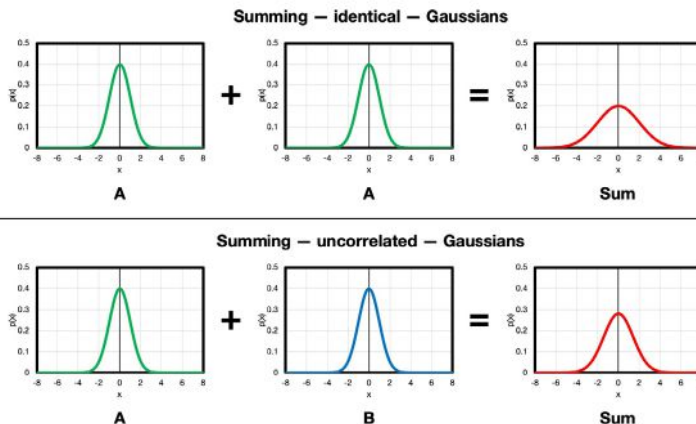 Summing — identical — Gaussians
0.5
0.4
0.3
0.2
0.1
0
p(x)
-8 -6 -4 -2 0 2 4 6 8
x
A
+
0.5
0.4
0.3
0.2
0.1
0
p(x)
-8 -6 -4 -2 0 2 4 6 8
x
A
=
0.5
0.4
0.3
0.2
0.1
0
p(x)
-8 -6 -4 -2 0 2 4 6
x
Sum
Summing — uncorrelated — Gaussians
0.5
0.4
0.3
0.2
0.1
0
p(x)
-8 -6 -4 -2 0 2 4 6 8
x
A
+
0.5
0.4
0.3
0.2
0.1
0
p(x)
-8 -6 -4 -2 0 2 4 6 8
x
B
=
0.5
0.4
0.3
0.2
0.1
0
p(x)
-8 -6 -4 -2 0 2 4 6
x
Sum